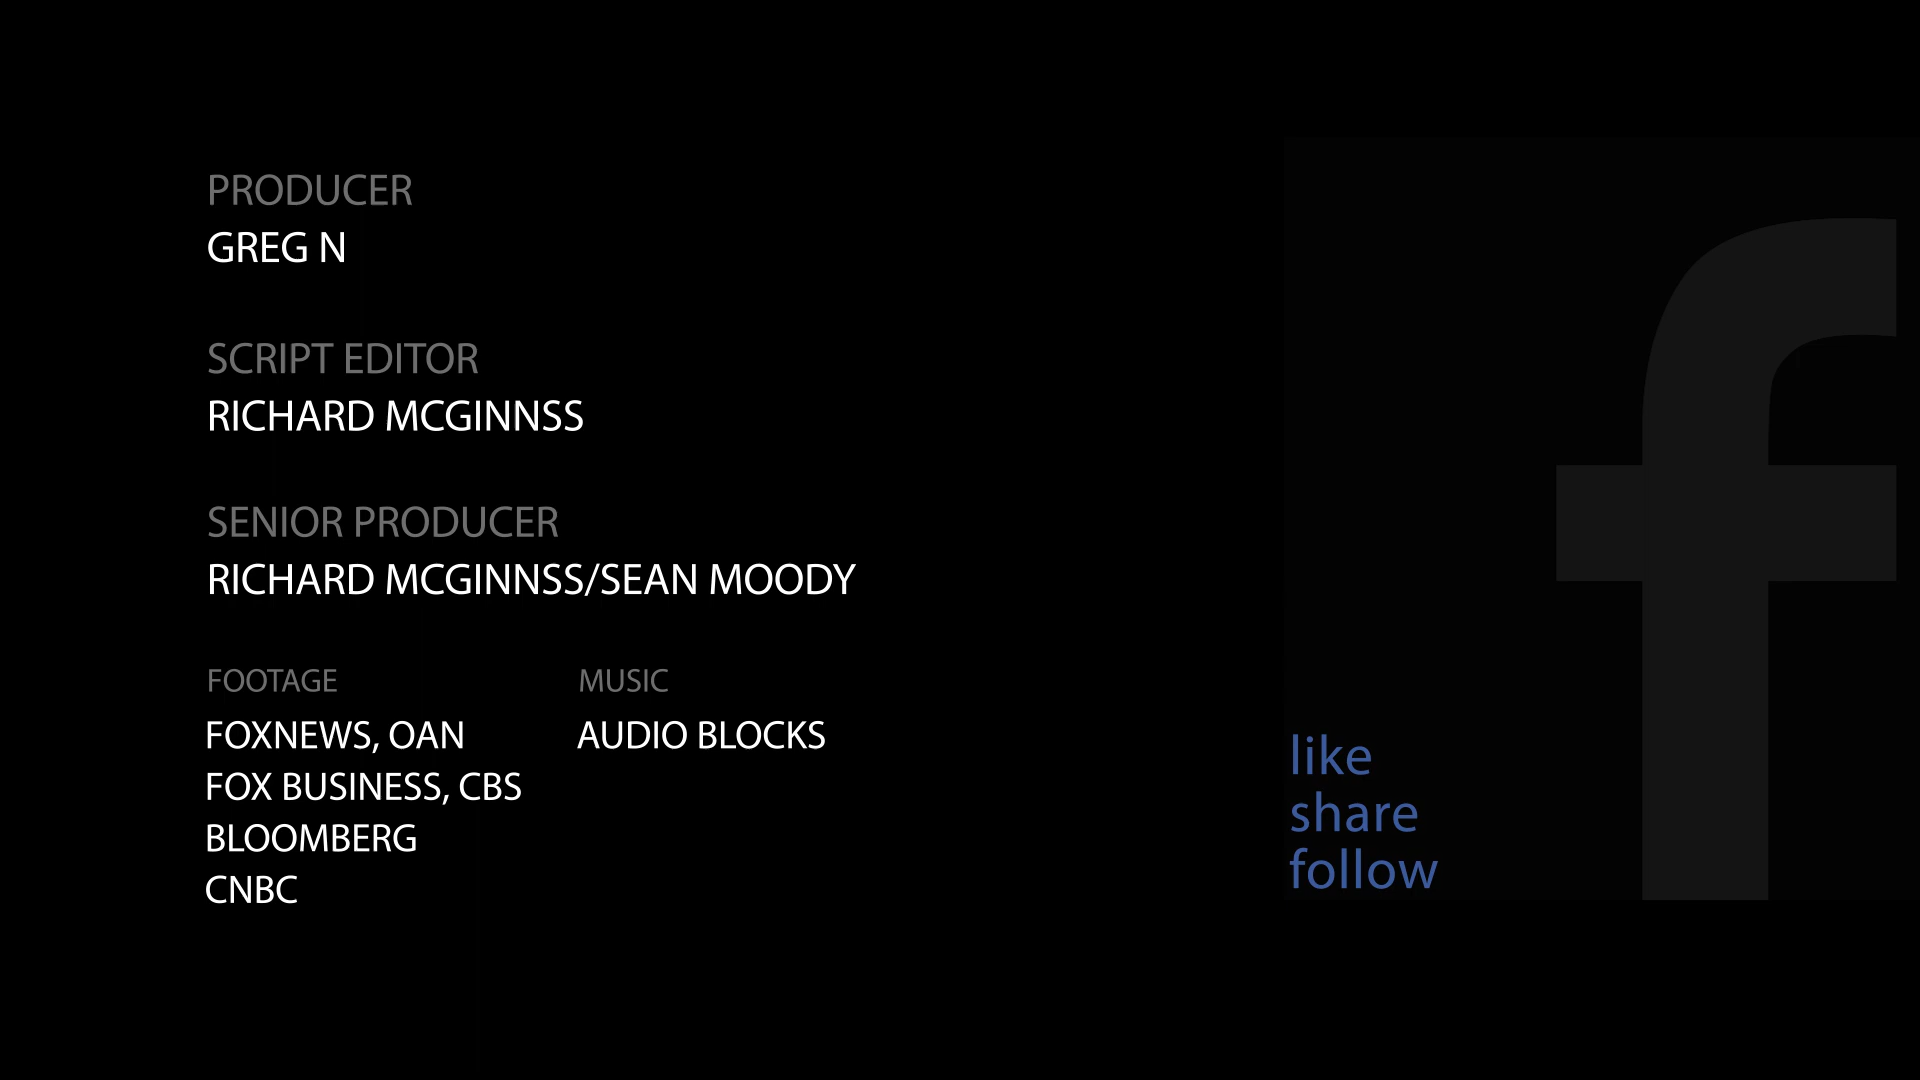 PRODUCER
GREG N
SCRIPT EDITOR
RICHARD MCGINNSS
SENIOR PRODUCER
RICHARD MCGINNSS/SEAN MOODY
FOOTAGE
FOXNEWS, OAN
FOX BUSINESS, CBS
BLOOMBERG
CNBC
MUSIC
AUDIO BLOCKS
like
share
follow
f